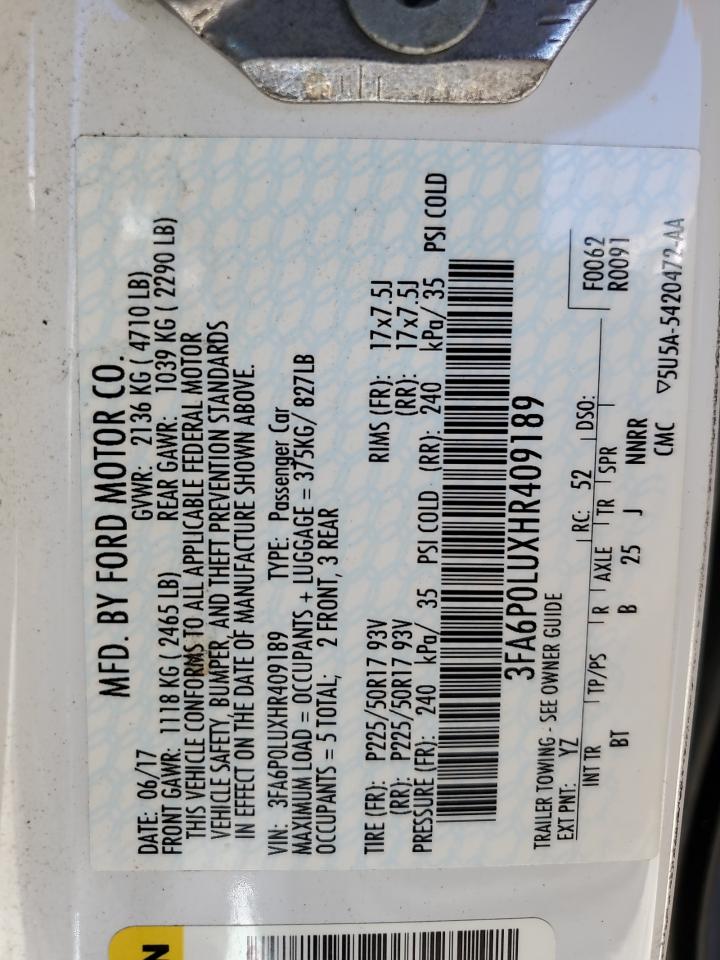 MFD. BY FORD MOTOR CO.
DATE: 06/17 GVWR: 2136 KG ( 4710 LB)
FRONT GAWR: 1118 KG ( 2465 LB) REAR GAWR: 1039 KG ( 2290 LB)
THIS VEHICLE CONFORMS TO ALL APPLICABLE FEDERAL MOTOR
VEHICLE SAFETY, BUMPER, AND THEFT PREVENTION STANDARDS
IN EFFECT ON THE DATE OF MANUFACTURE SHOWN ABOVE.
VIN: 3FA6P0LUXHR409189 TYPE: Passenger Car
MAXIMUM LOAD = OCCUPANTS + LUGGAGE = 375KG/ 827LB
OCCUPANTS = 5 TOTAL; 2 FRONT, 3 REAR
TIRE (FR): P225/50R17 93V RIMS (FR): 17x7.5J
(RR): P225/50R17 93V (RR): 17x7.5J
PRESSURE (FR): 240 kPa/ 35 PSI COLD (RR): 240 kPa/ 35 PSI COLD
3FA6P0LUXHR409189
TRAILER TOWING - SEE OWNER GUIDE
EXT PNT: YZ RC: 52 DSO: F0062
INT TR TP/PS R AXLE TR SPR R0091
BT B 25 J NNRR
CMC ▽5U5A-5420472-AA
N